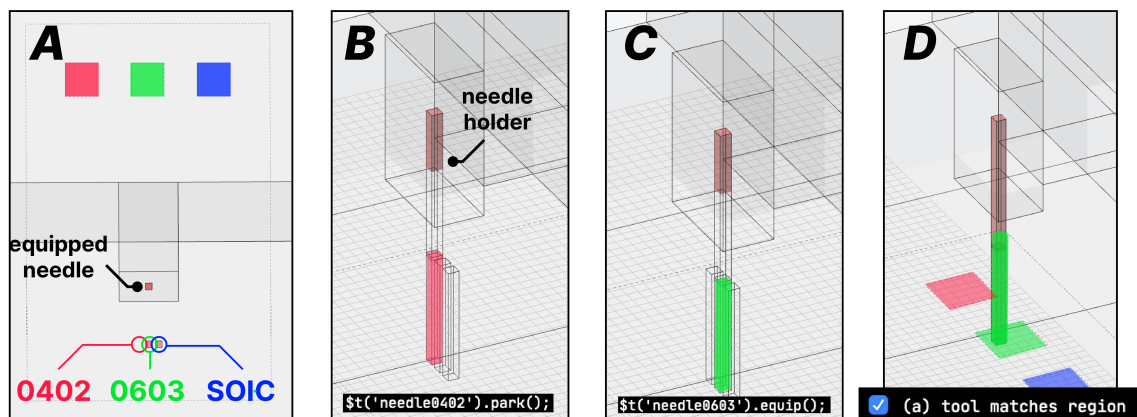 A
equipped
needle
0402 0603 SOIC
B
needle
holder
$t('needle0402').park();
C
$t('needle0603').equip();
D
(a) tool matches region